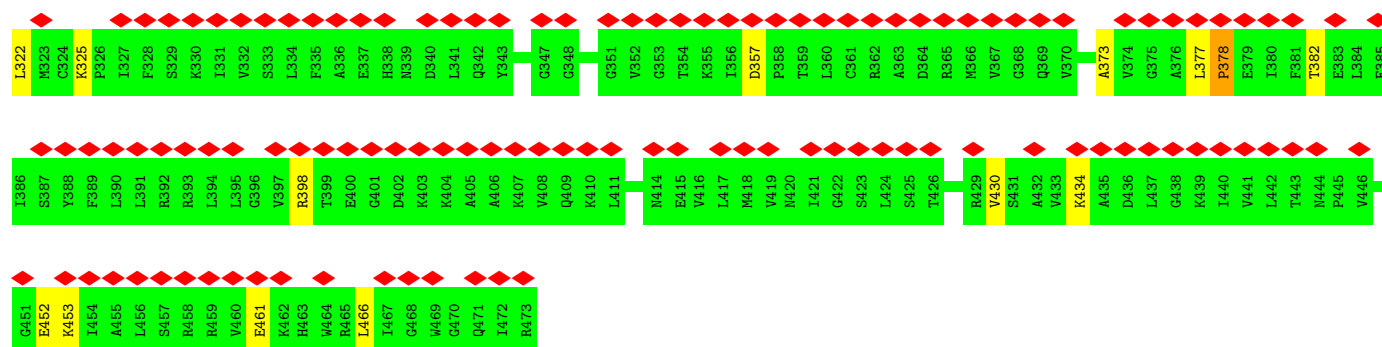 L322 M323 C324 K325 P326 I327 F328 S329 K330 I331 V332 S333 L334 F335 A336 E337 H338 N339 D340 L341 Q342 Y343 G347 G348 G351 V352 G353 T354 K355 I356 D357 P358 T359 L360 C361 R362 A363 D364 R365 M366 V367 G368 Q369 V370 A373 V374 G375 A376 L377 P378 E379 I380 F381 T382 E383 L384
I386 S387 Y388 F389 L390 L391 R392 R393 L394 L395 G396 V397 R398 T399 E400 G401 D402 K403 K404 A405 A406 K407 V408 Q409 K410 L411 N414 E415 V416 L417 M418 V419 N420 I421 G422 S423 L424 S425 T426 R429 V430 S431 A432 V433 K434 A435 D436 L437 G438 K439 I440 V441 L442 T443 N444 P445 V446
G451 E452 K453 I454 A455 L456 S457 R458 R459 V460 E461 K462 H463 W464 R465 L466 I467 G468 W469 G470 Q471 I472 R473